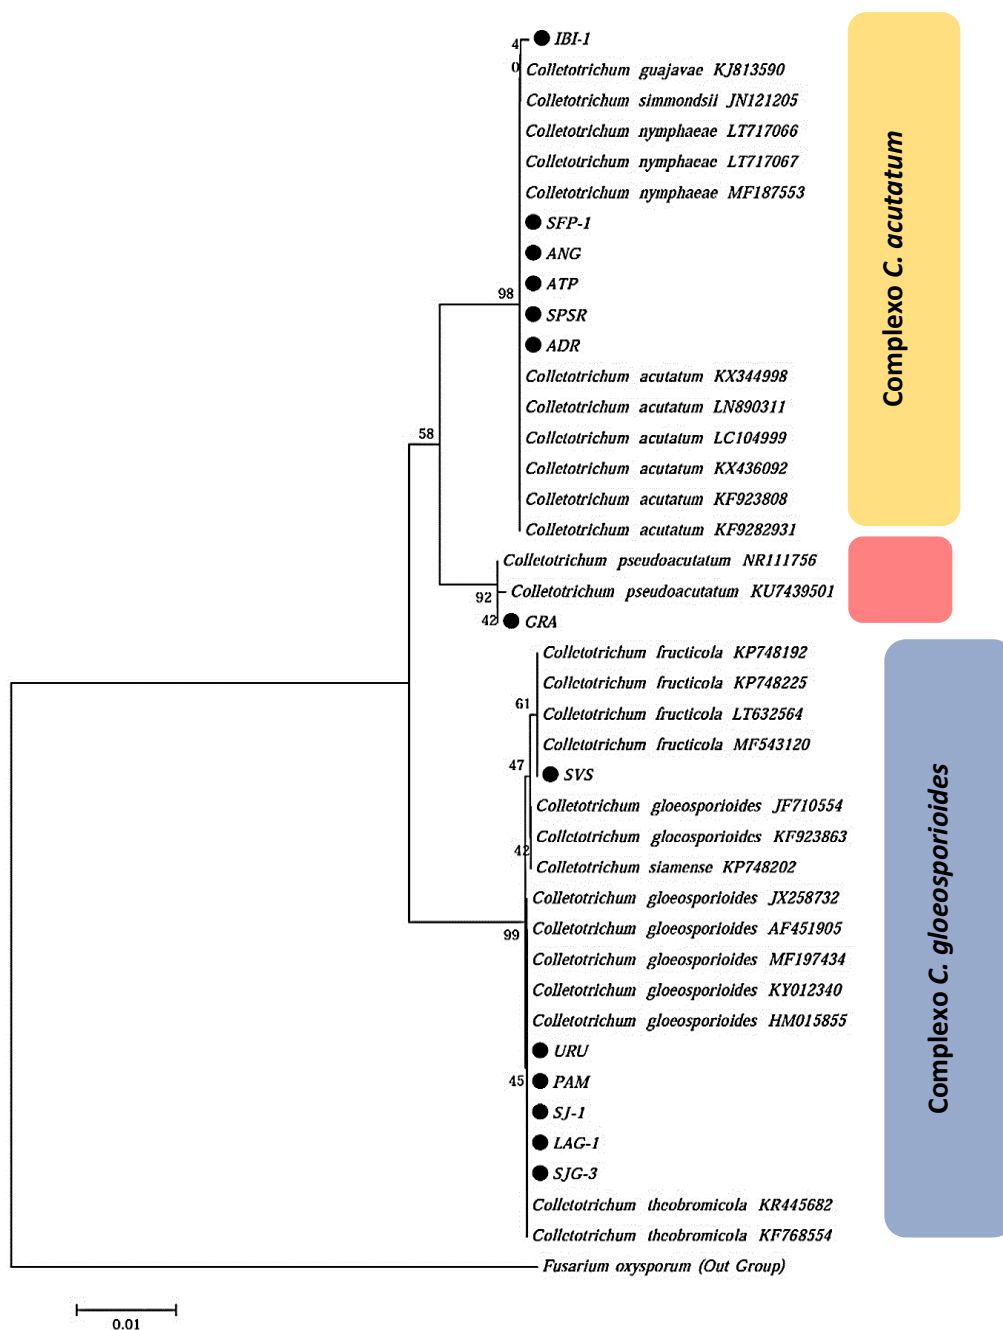 4
IBI-1
0
Colletotrichum guajavae KJ813590
Colletotrichum simmondsii JN121205
Colletotrichum nymphaeae LT717066
Colletotrichum nymphaeae LT717067
Colletotrichum nymphaeae MF187553
SFP-1
ANG
98
ATP
SPSR
ADR
Colletotrichum acutatum KX344998
Colletotrichum acutatum LN890311
58
Colletotrichum acutatum LC104999
Colletotrichum acutatum KX436092
Colletotrichum acutatum KF923808
Colletotrichum acutatum KF9282931
Complexo C. acutatum
Colletotrichum pseudoacutatum NR111756
Colletotrichum pseudoacutatum KU7439501
92
42
GRA
Colletotrichum fructicola KP748192
Colletotrichum fructicola KP748225
61
Colletotrichum fructicola LT632564
Colletotrichum fructicola MF543120
47
SVS
Colletotrichum gloeosporioides JF710554
Colletotrichum gloeosporioides KF923863
42
Colletotrichum siamense KP748202
Colletotrichum gloeosporioides JX258732
99
Colletotrichum gloeosporioides AF451905
Colletotrichum gloeosporioides MF197434
Colletotrichum gloeosporioides KY012340
Colletotrichum gloeosporioides HM015855
URU
45
PAM
SJ-1
LAG-1
SJG-3
Colletotrichum theobromicola KR445682
Colletotrichum theobromicola KF768554
Complexo C. gloeosporioides
Fusarium oxysporum (Out Group)
0.01